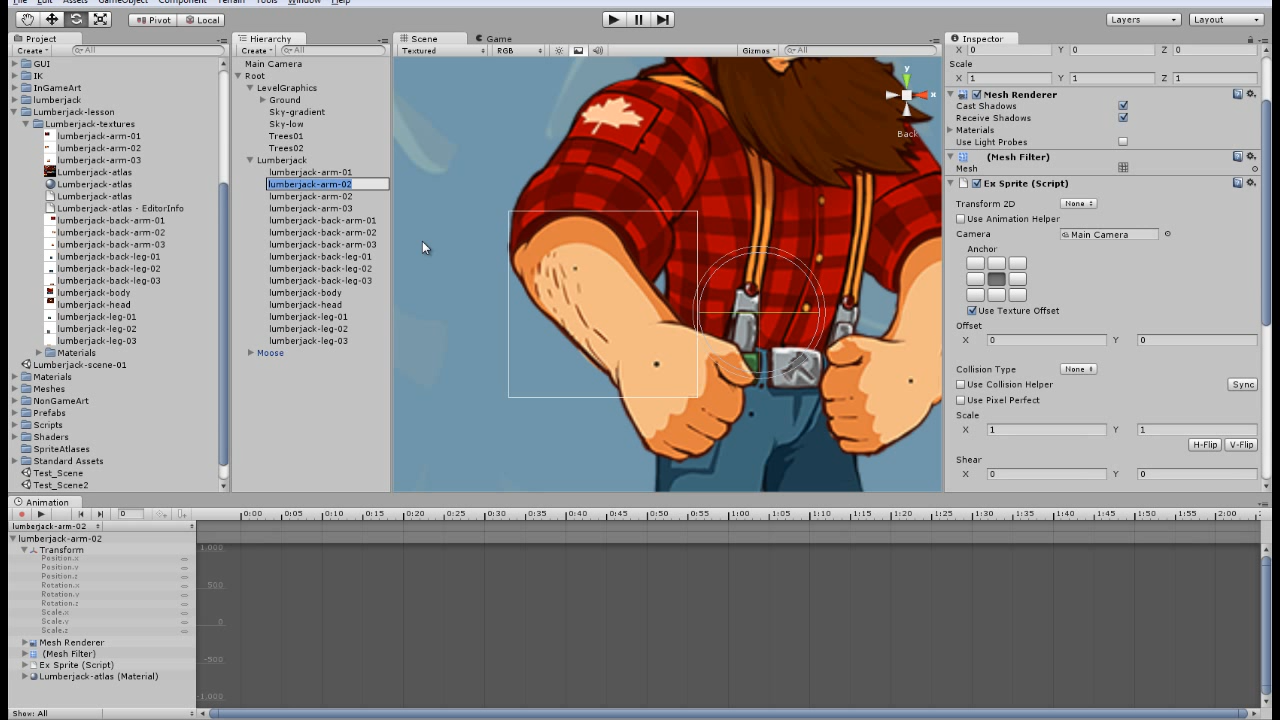 Edit Assets GameObject Component Terrain Tools Window Help
Pivot Local Layers Layout
Project
Create All
GUI
IK
InGameArt
lumberjack
Lumberjack-lesson
Lumberjack-textures
lumberjack-arm-01
lumberjack-arm-02
lumberjack-arm-03
Lumberjack-atlas
Lumberjack-atlas
Lumberjack-atlas
Lumberjack-atlas - EditorInfo
lumberjack-back-arm-01
lumberjack-back-arm-02
lumberjack-back-arm-03
lumberjack-back-leg-01
lumberjack-back-leg-02
lumberjack-back-leg-03
lumberjack-body
lumberjack-head
lumberjack-leg-01
lumberjack-leg-02
lumberjack-leg-03
Materials
Lumberjack-scene-01
Materials
Meshes
NonGameArt
Prefabs
Scripts
Shaders
SpriteAtlases
Standard Assets
Test_Scene
Test_Scene2
Hierarchy
Create All
Main Camera
Root
LevelGraphics
Ground
Sky-gradient
Sky-low
Trees01
Trees02
Lumberjack
lumberjack-arm-01
lumberjack-arm-02
lumberjack-arm-02
lumberjack-arm-03
lumberjack-back-arm-01
lumberjack-back-arm-02
lumberjack-back-arm-03
lumberjack-back-leg-01
lumberjack-back-leg-02
lumberjack-back-leg-03
lumberjack-body
lumberjack-head
lumberjack-leg-01
lumberjack-leg-02
lumberjack-leg-03
Moose
Scene Game
Textured RGB Gizmos All
y
x
Back
Inspector
X 0 Y 0 Z 0
Scale
X 1 Y 1 Z 1
Mesh Renderer
Cast Shadows
Receive Shadows
Materials
Use Light Probes
(Mesh Filter)
Mesh
Ex Sprite (Script)
Transform 2D None
Use Animation Helper
Camera Main Camera
Anchor
Use Texture Offset
Offset
X 0 Y 0
Collision Type None
Use Collision Helper Sync
Use Pixel Perfect
Scale
X 1 Y 1
H-Flip V-Flip
Shear
X 0 Y 0
Animation
0 0:00 0:05 0:10 0:15 0:20 0:25 0:30 0:35 0:40 0:45 0:50 0:55 1:00 1:05 1:10 1:15 1:20 1:25 1:30 1:35 1:40 1:45 1:50 1:55 2:00
lumberjack-arm-02
lumberjack-arm-02
Transform
Position.x
Position.y
Position.z
Rotation.x
Rotation.y
Rotation.z
Scale.x
Scale.y
Scale.z
Mesh Renderer
(Mesh Filter)
Ex Sprite (Script)
Lumberjack-atlas (Material)
Show: All
1,000
500
0
-500
-1,000